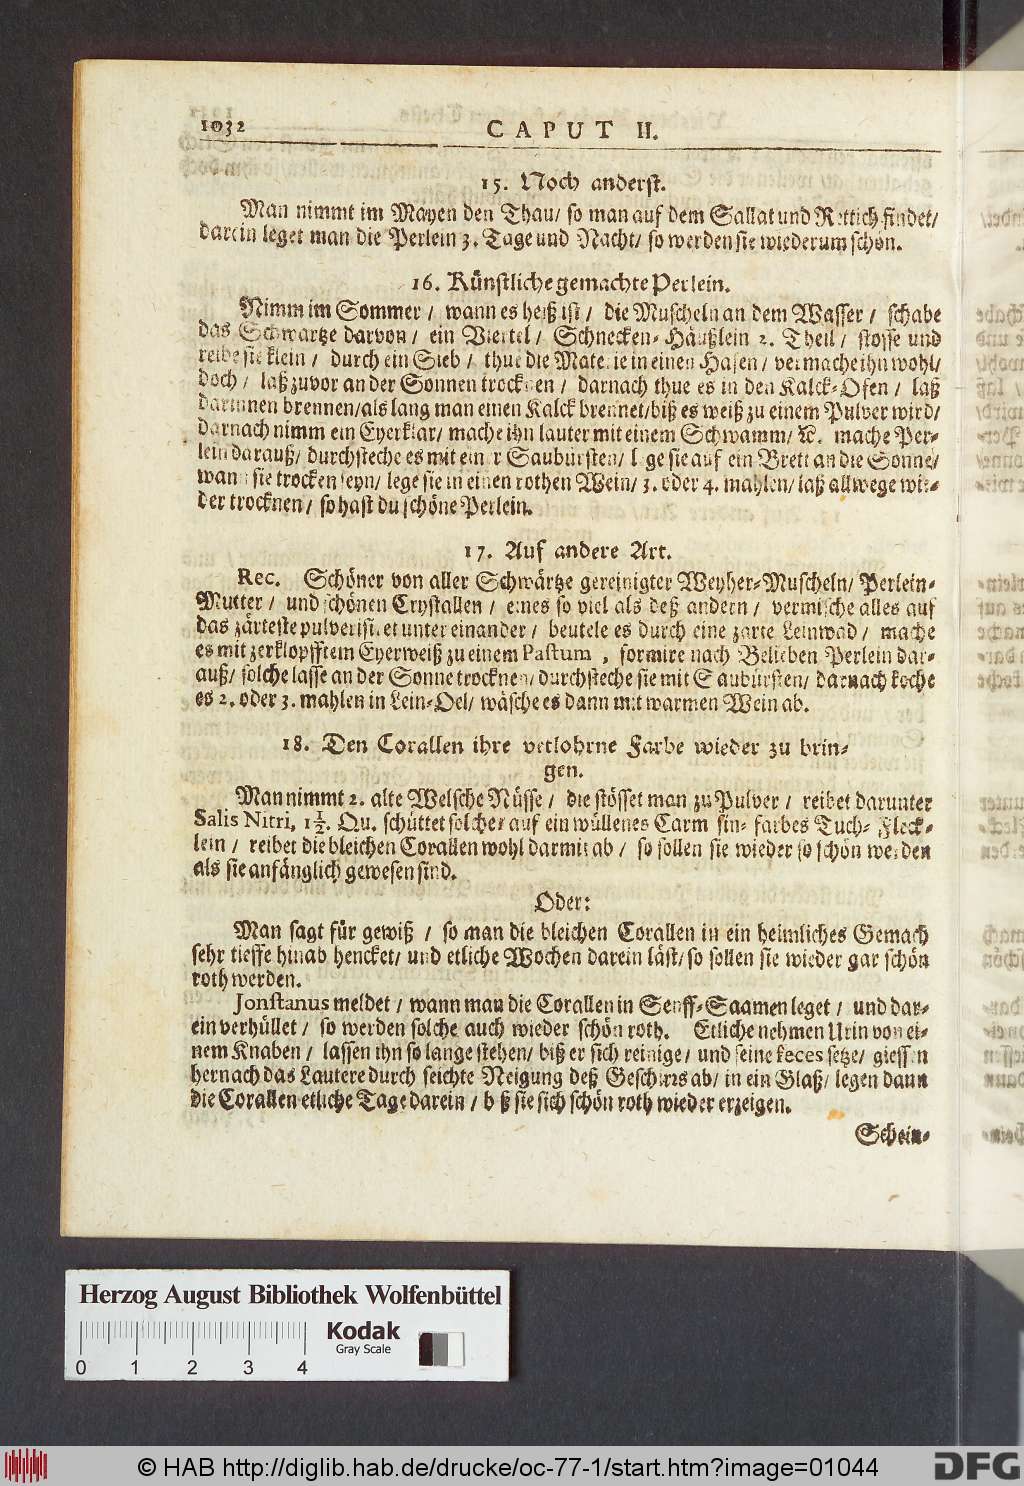 1032
CAPUT II.
15. Noch anderst.
Man nimmt im Mayen den Thau/ so man auf dem Sallat und Rettich findet/
darein leget man die Perlein 3. Tage und Nacht/ so werden sie wiederum schön.
16. Künstliche gemachte Perlein.
Nimm im Sommer / wann es heiß ist / die Muscheln an dem Wasser / schabe
das Schwartze darvon / ein Viertel / Schnecken-Häußlein 2. Theil / stosse und
reibe sie klein / durch ein Sieb / thue die Materie in einen Hafen / vermache ihn wohl/
doch / laß zuvor an der Sonnen trocknen / darnach thue es in den Kalck-Ofen / laß
darinnen brennen/als lang man einen Kalck brennet/biß es weiß zu einem Pulver wird/
darnach nimm ein Eyerklar/ mache ihn lauter mit einem Schwamm/ &c. mache Per-
lein darauß/ durchsteche es mit einer Saubürsten/ lege sie auf ein Brett an die Sonne/
wann sie trocken seyn/ lege sie in einen rothen Wein/ 3. oder 4. mahlen/ laß allwege wie-
der trocknen / so hast du schöne Perlein.
17. Auf andere Art.
Rec. Schöner von aller Schwärtze gereinigter Weyher-Muscheln/ Perlein-
Mutter / und schönen Crystallen / eines so viel als deß andern / vermische alles auf
das zärteste pulverisiret unter einander / beutele es durch eine zarte Leinwad / mache
es mit zerklopfftem Eyerweiß zu einem Pastum, formire nach Belieben Perlein dar-
auß/ solche lasse an der Sonne trocknen/ durchsteche sie mit Saubürsten/ darnach koche
es 2. oder 3. mahlen in Lein-Oel/ wäsche es dann mit warmen Wein ab.
18. Den Corallen ihre verlohrne Farbe wieder zu brin-
gen.
Man nimmt 2. alte Welsche Nüsse / die stösset man zu Pulver / reibet darunter
Salis Nitri, 1½. Qu. schüttet solches auf ein wüllenes Carmesin-farbes Tuch-Fleck-
lein / reibet die bleichen Corallen wohl darmit ab / so sollen sie wieder so schön werden
als sie anfänglich gewesen sind.
Oder:
Man sagt für gewiß / so man die bleichen Corallen in ein heimliches Gemach
sehr tieffe hinab hencket/ und etliche Wochen darein läst/ so sollen sie wieder gar schön
roth werden.
Jonstanus meldet / wann man die Corallen in Senff-Saamen leget / und dar-
ein verhüllet / so werden solche auch wieder schön roth. Etliche nehmen Urin von ei-
nem Knaben / lassen ihn so lange stehen/ biß er sich reinige/ und seine feces setze/ giessen
hernach das Lautere durch seichte Neigung deß Geschirrs ab/ in ein Glaß/ legen dann
die Corallen etliche Tage darein / biß sie sich schön roth wieder erzeigen.
Schein-
Herzog August Bibliothek Wolfenbüttel
Kodak
Gray Scale
0 1 2 3 4
© HAB http://diglib.hab.de/drucke/oc-77-1/start.htm?image=01044
DFG